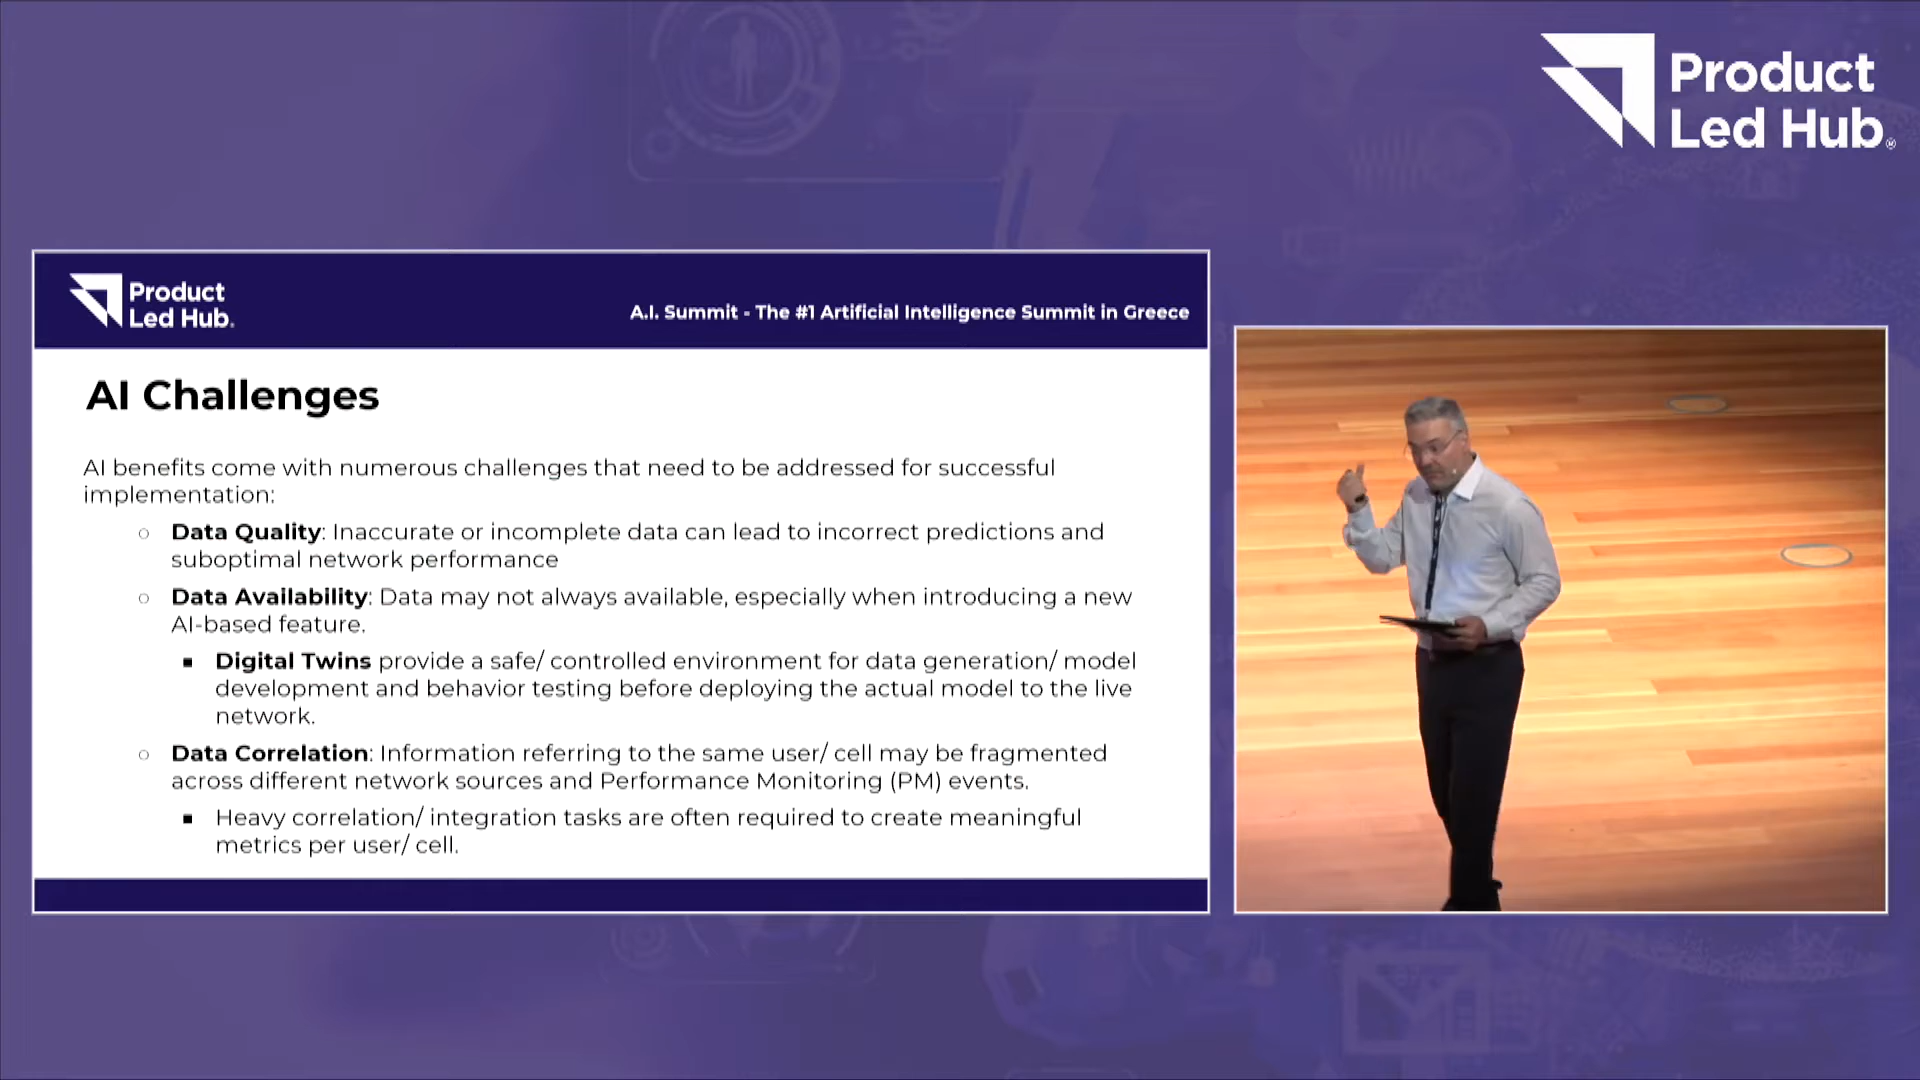 Product
Led Hub®
Product
Led Hub.
A.I. Summit - The #1 Artificial Intelligence Summit in Greece
AI Challenges
AI benefits come with numerous challenges that need to be addressed for successful
implementation:
○ Data Quality: Inaccurate or incomplete data can lead to incorrect predictions and
suboptimal network performance
○ Data Availability: Data may not always available, especially when introducing a new
AI-based feature.
▪ Digital Twins provide a safe/ controlled environment for data generation/ model
development and behavior testing before deploying the actual model to the live
network.
○ Data Correlation: Information referring to the same user/ cell may be fragmented
across different network sources and Performance Monitoring (PM) events.
▪ Heavy correlation/ integration tasks are often required to create meaningful
metrics per user/ cell.